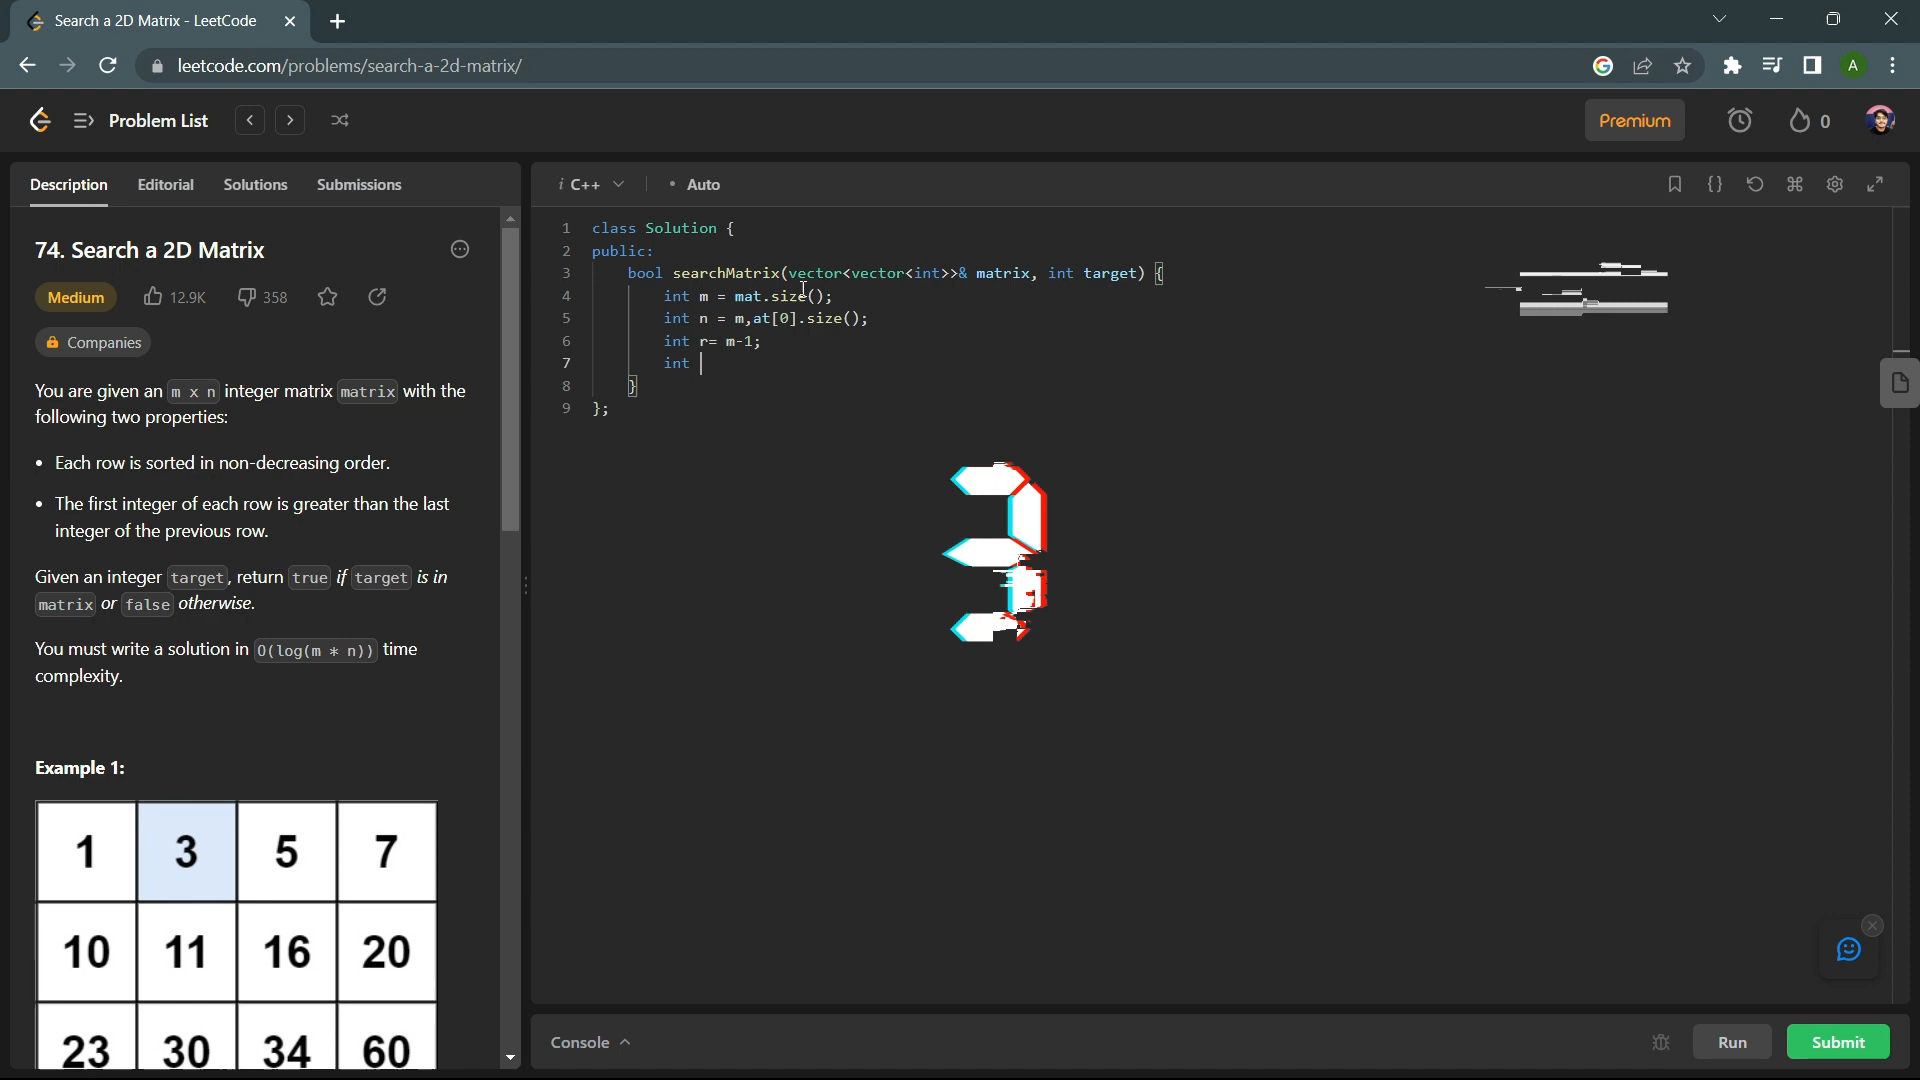 Search a 2D Matrix - LeetCode
leetcode.com/problems/search-a-2d-matrix/
A
Problem List
Premium
0
Description Editorial Solutions Submissions
74. Search a 2D Matrix
Medium 12.9K 358
Companies
You are given an m x n integer matrix matrix with the
following two properties:
• Each row is sorted in non-decreasing order.
• The first integer of each row is greater than the last
integer of the previous row.
Given an integer target, return true if target is in
matrix or false otherwise.
You must write a solution in O(log(m * n)) time
complexity.
Example 1:
1 3 5 7
10 11 16 20
23 30 34 60
i C++ • Auto
1 class Solution {
2 public:
3 bool searchMatrix(vector<vector<int>>& matrix, int target) {
4 int m = mat.size();
5 int n = m,at[0].size();
6 int r= m-1;
7 int
8 }
9 };
3
Console
Run Submit